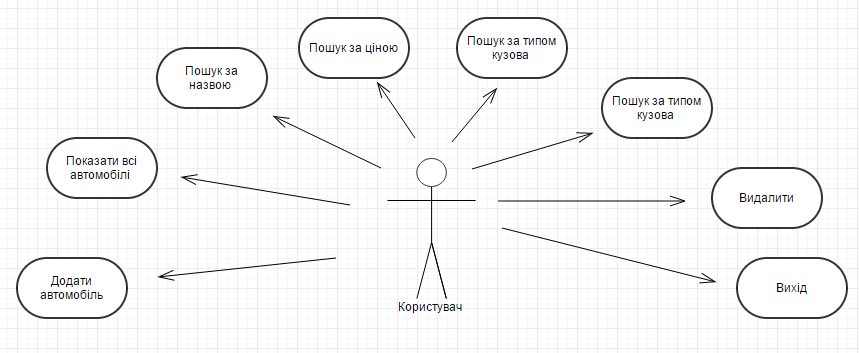 Пошук за ціною
Пошук за типом
кузова
Пошук за
назвою
Пошук за типом
кузова
Показати всі
автомобілі
Видалити
Додати
автомобіль
Вихід
Користувач